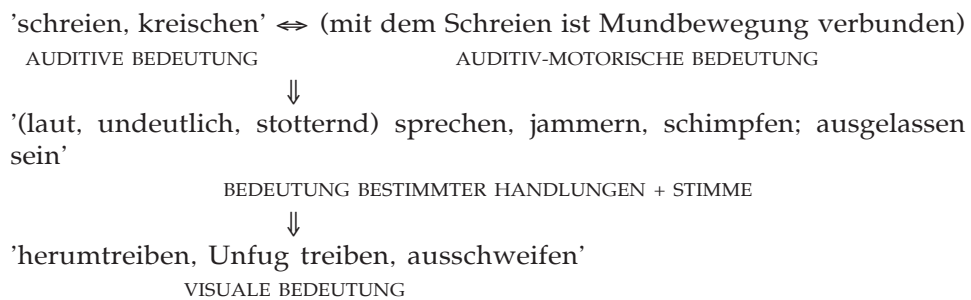 ’schreien, kreischen’ ⇔ (mit dem Schreien ist Mundbewegung verbunden)
AUDITIVE BEDEUTUNG AUDITIV-MOTORISCHE BEDEUTUNG
⇓
’(laut, undeutlich, stotternd) sprechen, jammern, schimpfen; ausgelassen
sein’
BEDEUTUNG BESTIMMTER HANDLUNGEN + STIMME
⇓
’herumtreiben, Unfug treiben, ausschweifen’
VISUALE BEDEUTUNG